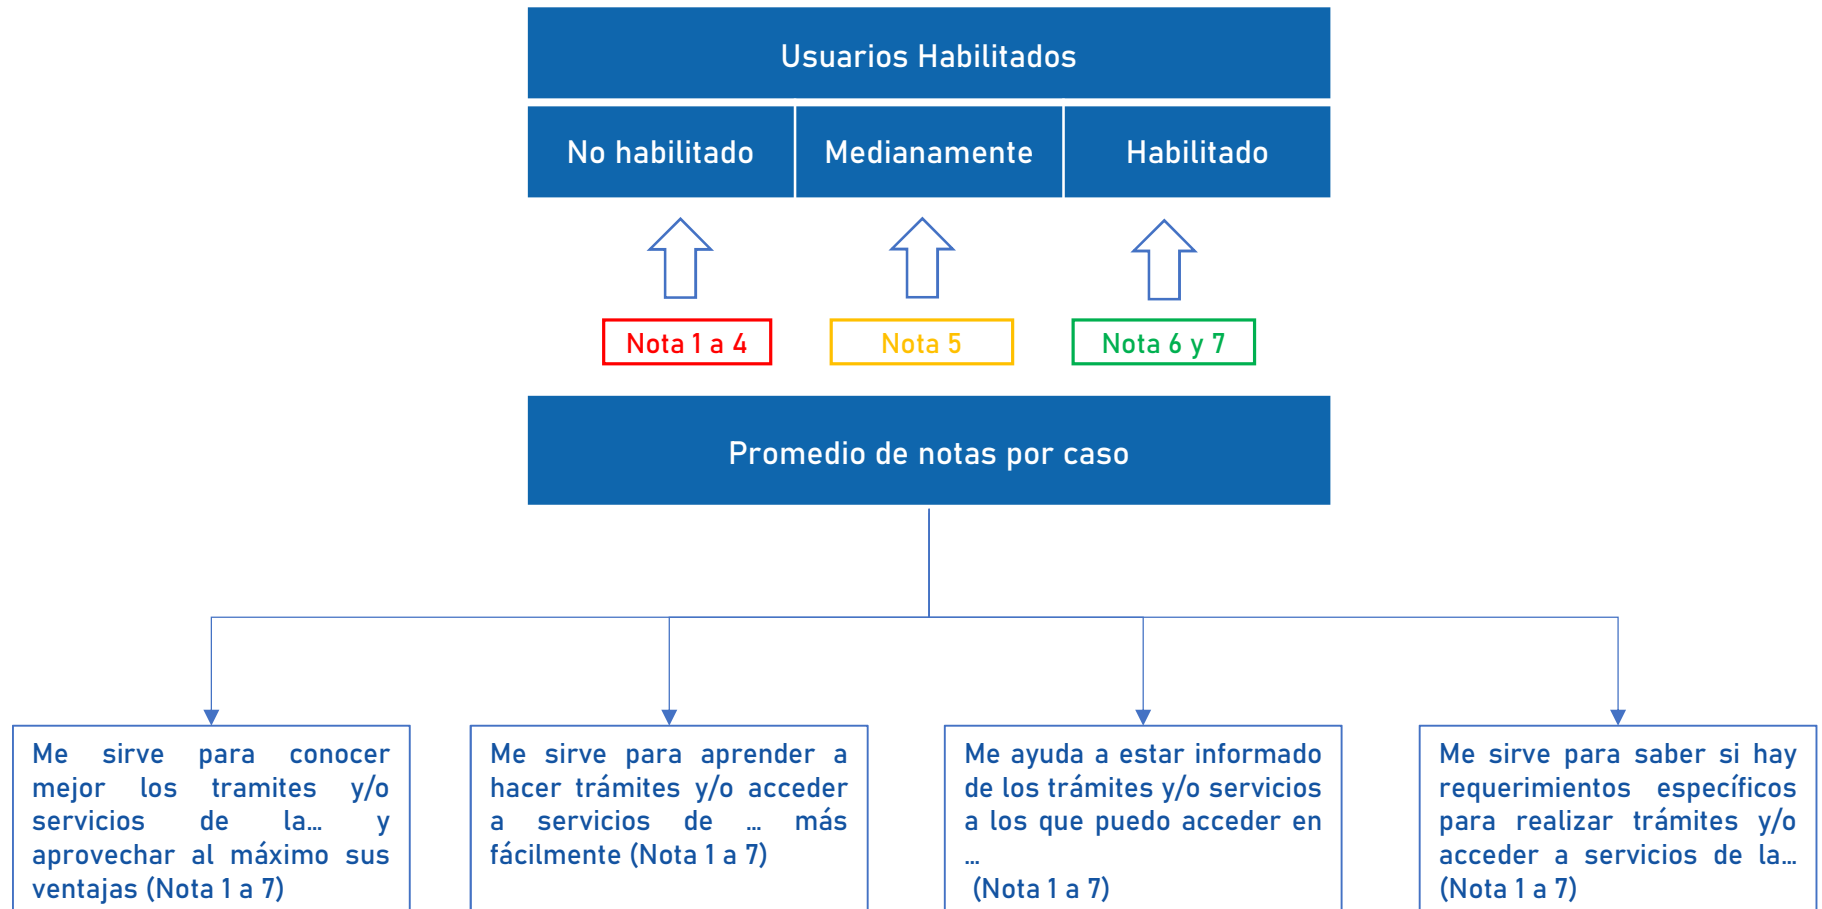 Usuarios Habilitados
No habilitado
Medianamente
Habilitado
Nota 1 a 4
Nota 5
Nota 6 y 7
Promedio de notas por caso
Me sirve para conocer
mejor los tramites y/o
servicios de la... y
aprovechar al máximo sus
ventajas (Nota 1 a 7)
Me sirve para aprender a
hacer trámites y/o acceder
a servicios de ... más
fácilmente (Nota 1 a 7)
Me ayuda a estar informado
de los trámites y/o servicios
a los que puedo acceder en
...
(Nota 1 a 7)
Me sirve para saber si hay
requerimientos específicos
para realizar trámites y/o
acceder a servicios de la...
(Nota 1 a 7)